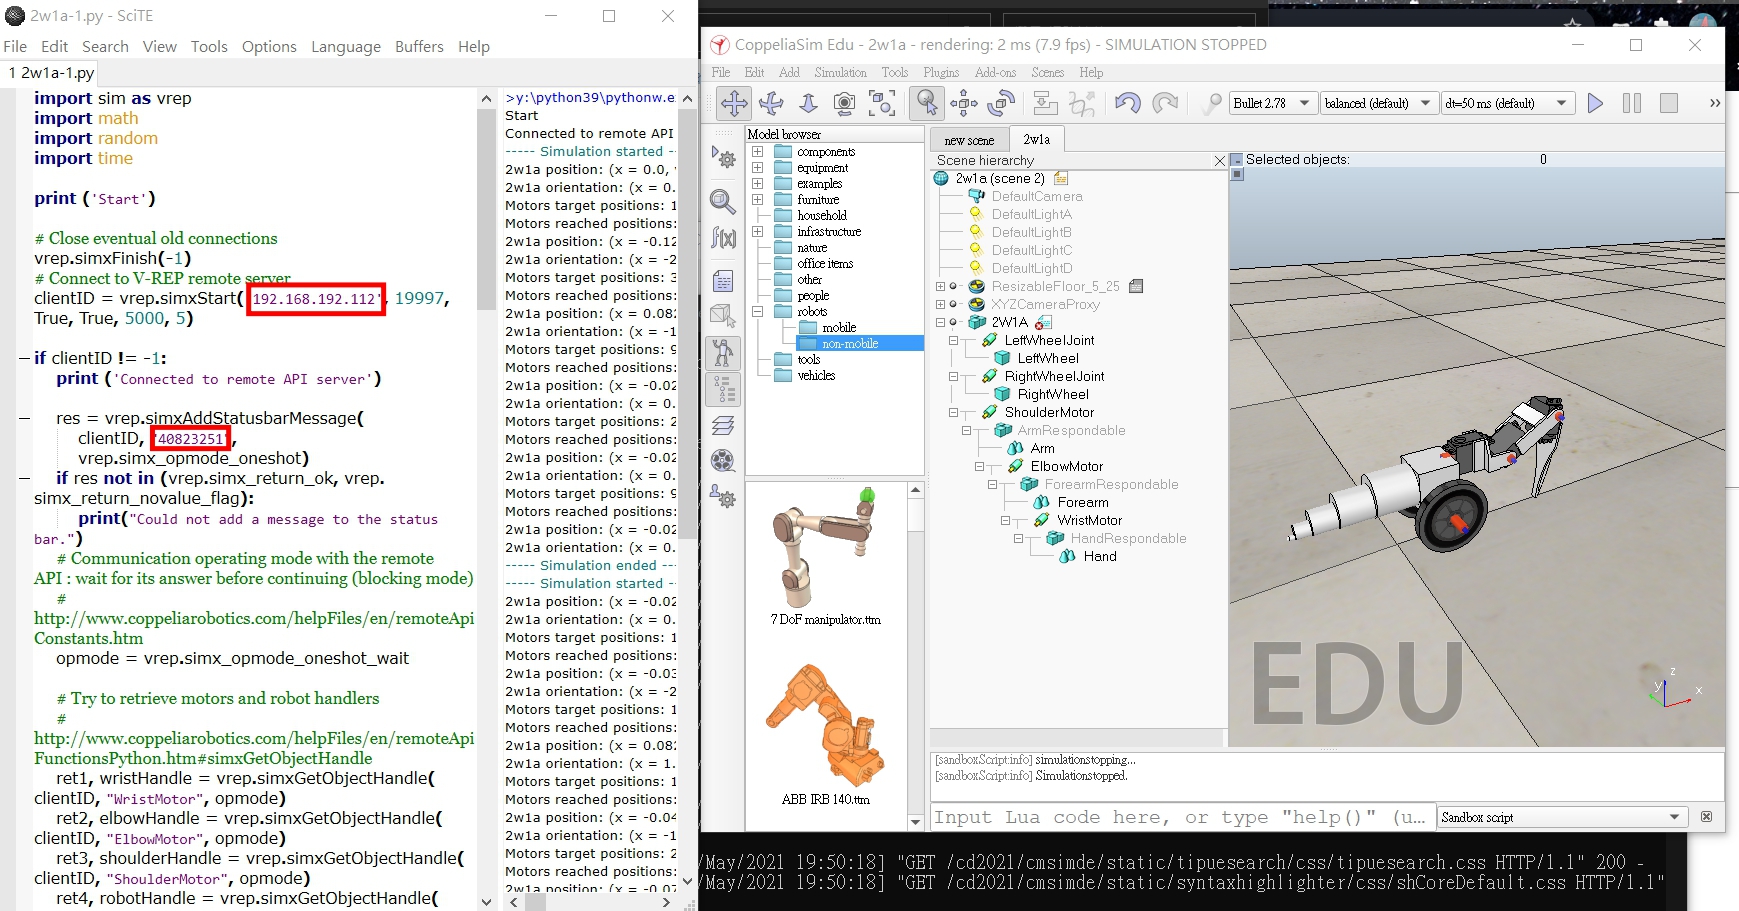 2w1a-1.py - SciTE
File Edit Search View Tools Options Language Buffers Help
1 2w1a-1.py
import sim as vrep
import math
import random
import time
print ('Start')
# Close eventual old connections
vrep.simxFinish(-1)
# Connect to V-REP remote server
clientID = vrep.simxStart('192.168.192.112', 19997,
True, True, 5000, 5)
if clientID != -1:
print ('Connected to remote API server')
res = vrep.simxAddStatusbarMessage(
clientID, "40823251",
vrep.simx_opmode_oneshot)
if res not in (vrep.simx_return_ok, vrep.
simx_return_novalue_flag):
print("Could not add a message to the status
bar.")
# Communication operating mode with the remote
API : wait for its answer before continuing (blocking mode)
#
http://www.coppeliarobotics.com/helpFiles/en/remoteApi
Constants.htm
opmode = vrep.simx_opmode_oneshot_wait
# Try to retrieve motors and robot handlers
#
http://www.coppeliarobotics.com/helpFiles/en/remoteApi
FunctionsPython.htm#simxGetObjectHandle
ret1, wristHandle = vrep.simxGetObjectHandle(
clientID, "WristMotor", opmode)
ret2, elbowHandle = vrep.simxGetObjectHandle(
clientID, "ElbowMotor", opmode)
ret3, shoulderHandle = vrep.simxGetObjectHandle(
clientID, "ShoulderMotor", opmode)
ret4, robotHandle = vrep.simxGetObjectHandle(
>y:\python39\pythonw.e
Start
Connected to remote API
----- Simulation started -
2w1a position: (x = 0.0,
2w1a orientation: (x = 0.
Motors target positions: 1
Motors reached positions:
2w1a position: (x = -0.12
2w1a orientation: (x = -2
Motors target positions: 3
Motors reached positions:
2w1a position: (x = 0.082
2w1a orientation: (x = -1
Motors target positions: 9
Motors reached positions:
2w1a position: (x = -0.02
2w1a orientation: (x = 0.
Motors target positions: 2
Motors reached positions:
2w1a position: (x = -0.02
2w1a orientation: (x = 0.
Motors target positions: 9
Motors reached positions:
2w1a position: (x = -0.02
2w1a orientation: (x = 0.
----- Simulation ended --
----- Simulation started -
2w1a position: (x = -0.02
2w1a orientation: (x = 0.
Motors target positions: 1
Motors reached positions:
2w1a position: (x = -0.03
2w1a orientation: (x = -2
Motors target positions: 1
Motors reached positions:
2w1a position: (x = 0.082
2w1a orientation: (x = 1.
Motors target positions: 1
Motors reached positions:
2w1a position: (x = -0.04
2w1a orientation: (x = -1
Motors target positions: 2
Motors reached positions:
2w1a position: (x = -0.07
CoppeliaSim Edu - 2w1a - rendering: 2 ms (7.9 fps) - SIMULATION STOPPED
File Edit Add Simulation Tools Plugins Add-ons Scenes Help
Bullet 2.78 balanced (default) dt=50 ms (default)
Model browser
components
equipment
examples
furniture
household
infrastructure
nature
office items
other
people
robots
mobile
non-mobile
tools
vehicles
7 DoF manipulator.ttm
ABB IRB 140.ttm
new scene 2w1a
Scene hierarchy
2w1a (scene 2)
DefaultCamera
DefaultLightA
DefaultLightB
DefaultLightC
DefaultLightD
ResizableFloor_5_25
XYZCameraProxy
2W1A
LeftWheelJoint
LeftWheel
RightWheelJoint
RightWheel
ShoulderMotor
ArmRespondable
Arm
ElbowMotor
ForearmRespondable
Forearm
WristMotor
HandRespondable
Hand
Selected objects: 0
EDU
z
y
x
[sandboxScript:info] simulationstopping...
[sandboxScript:info] Simulationstopped.
Input Lua code here, or type "help()" (u...
Sandbox script
/May/2021 19:50:18] "GET /cd2021/cmsimde/static/tipuesearch/css/tipuesearch.css HTTP/1.1" 200 -
/May/2021 19:50:18] "GET /cd2021/cmsimde/static/syntaxhighlighter/css/shCoreDefault.css HTTP/1.1"